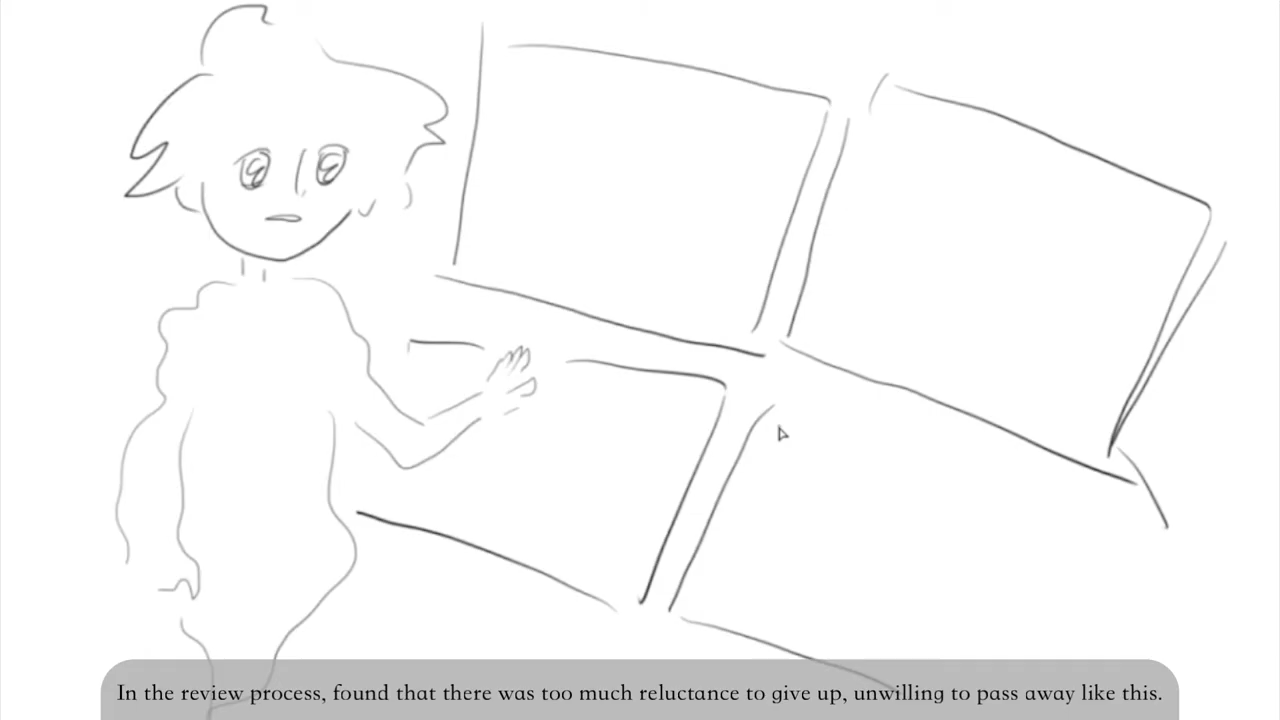 In the review process, found that there was too much reluctance to give up, unwilling to pass away like this.